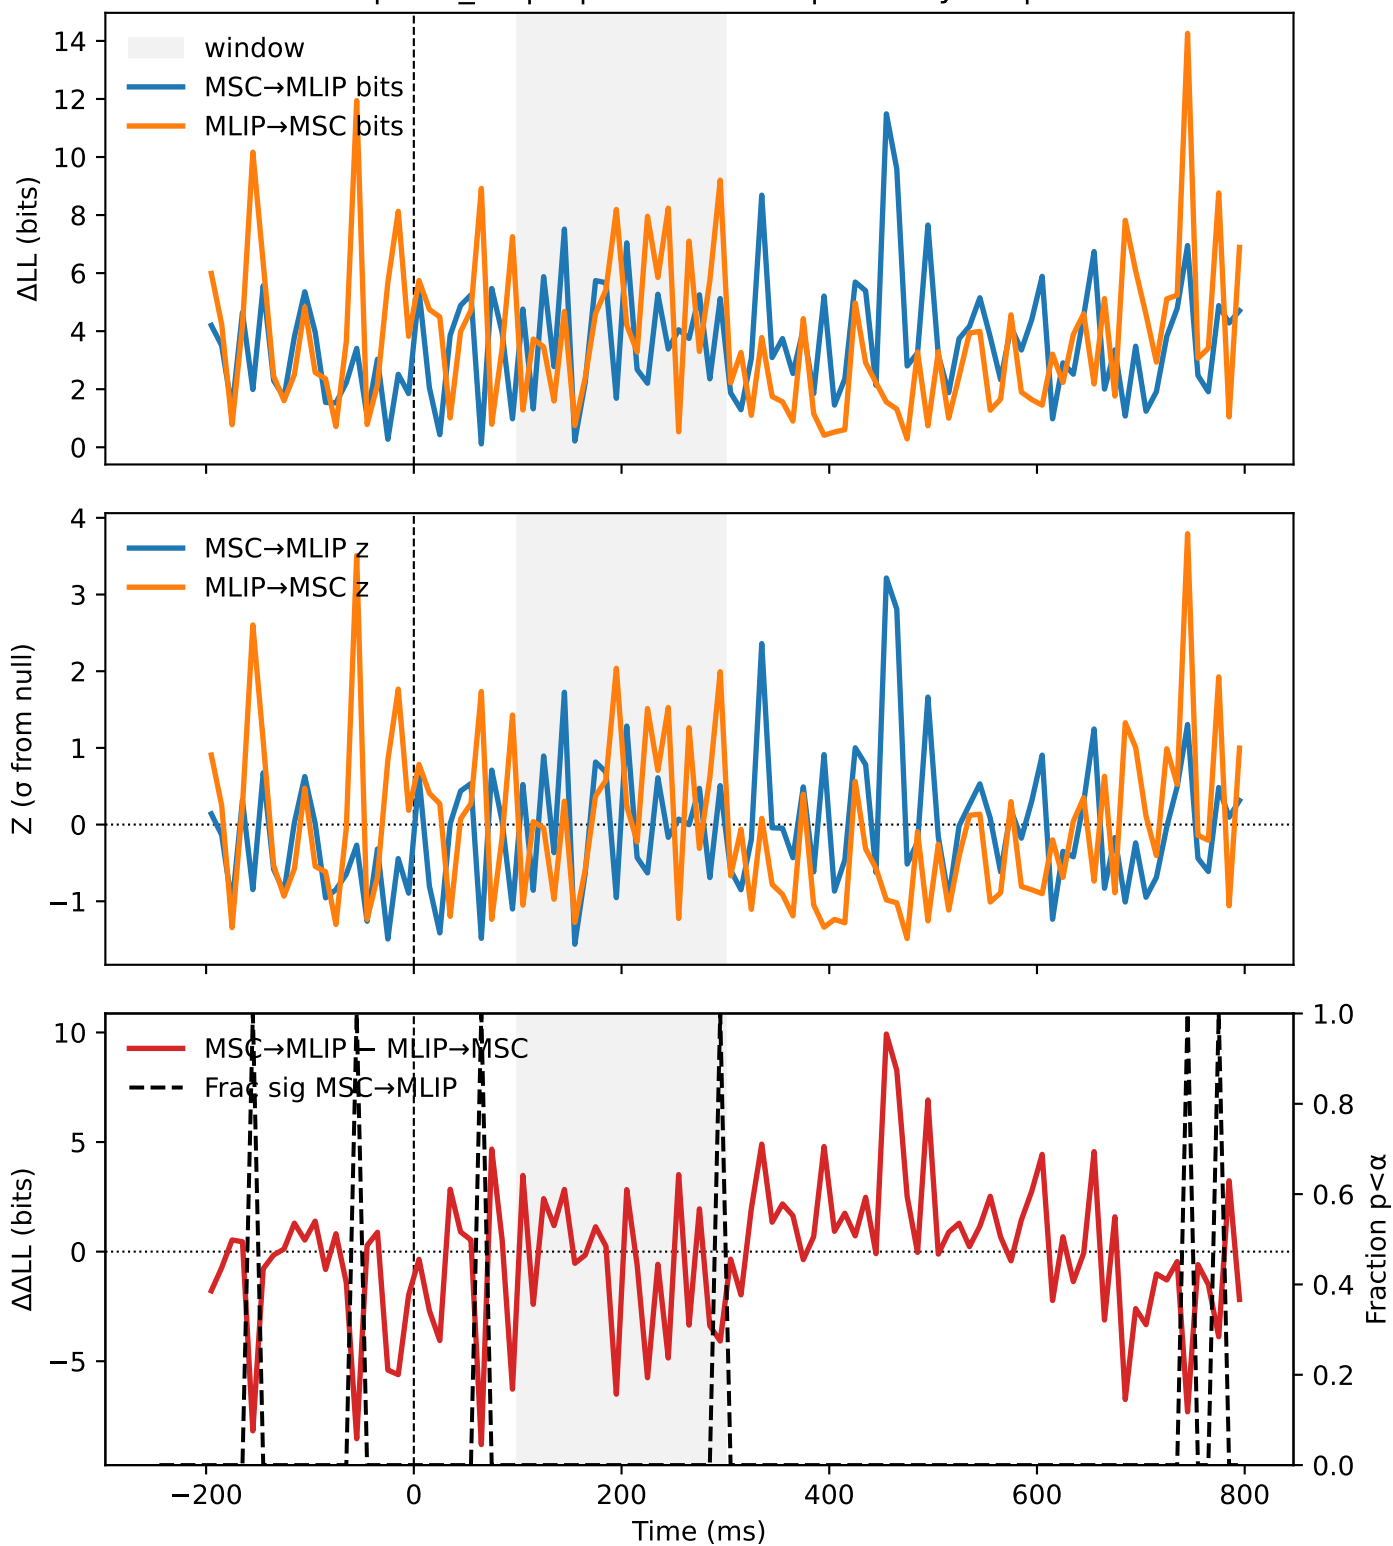 window
MSC→MLIP bits
MLIP→MSC bits
14
12
10
8
6
4
2
0
ΔLL (bits)
MSC→MLIP z
MLIP→MSC z
4
3
2
1
0
−1
Z (σ from null)
MSC→MLIP − MLIP→MSC
Frac sig MSC→MLIP
10
5
0
−5
ΔΔLL (bits)
1.0
0.8
0.6
0.4
0.2
0.0
Fraction p<α
−200 0 200 400 600 800
Time (ms)